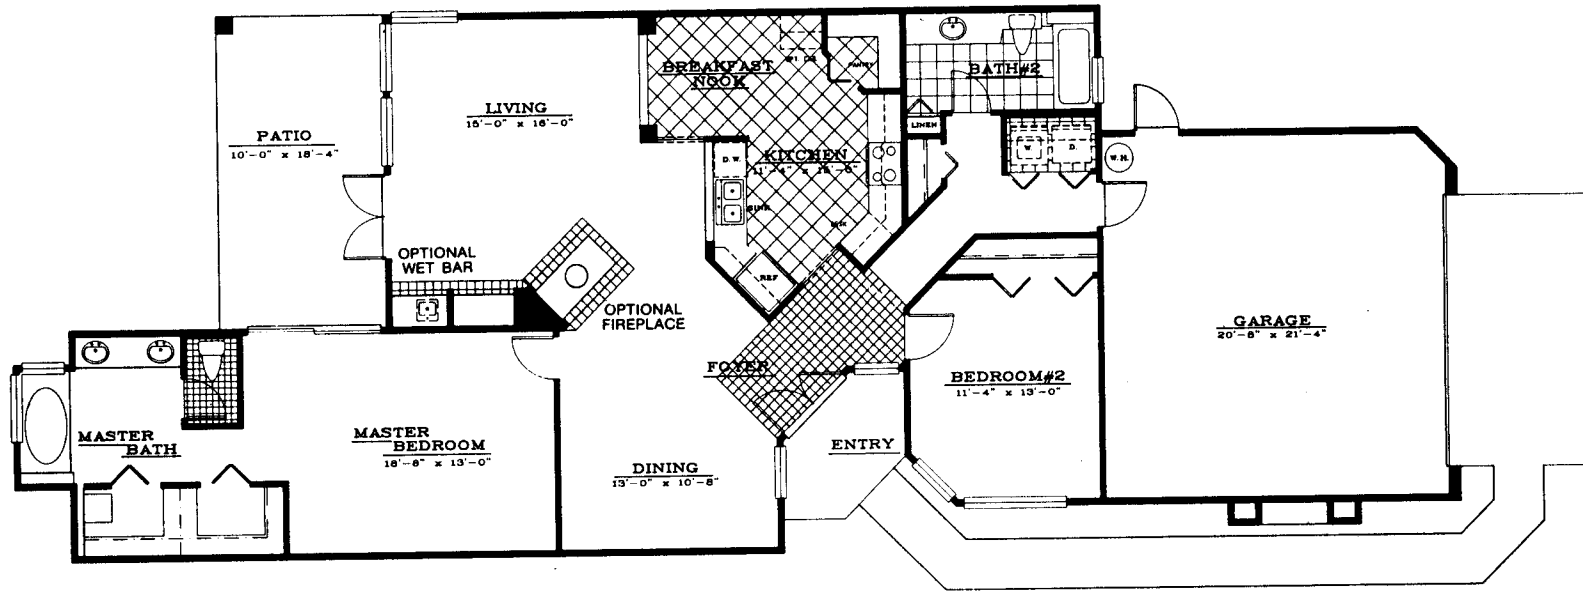 PATIO
10'-0" x 18'-4"
LIVING
15'-0" x 16'-0"
BREAKFAST
NOOK
PANTRY
BATH#2
LINEN
D.W.
KITCHEN
SINK
REF
W.
D.
W.H.
OPTIONAL
WET BAR
OPTIONAL
FIREPLACE
GARAGE
20'-8" x 21'-4"
FOYER
BEDROOM#2
11'-4" x 13'-0"
MASTER
BATH
MASTER
BEDROOM
18'-8" x 13'-0"
DINING
13'-0" x 10'-8"
ENTRY